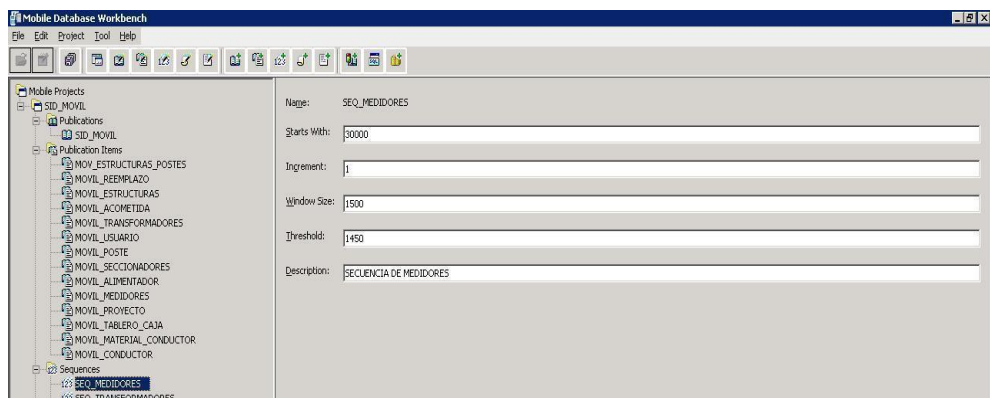 Mobile Database Workbench
File Edit Project Tool Help
Mobile Projects
SID_MOVIL
Publications
SID_MOVIL
Publication Items
MOV_ESTRUCTURAS_POSTES
MOVIL_REEMPLAZO
MOVIL_ESTRUCTURAS
MOVIL_ACOMETIDA
MOVIL_TRANSFORMADORES
MOVIL_USUARIO
MOVIL_POSTE
MOVIL_SECCIONADORES
MOVIL_ALIMENTADOR
MOVIL_MEDIDORES
MOVIL_PROYECTO
MOVIL_TABLERO_CAJA
MOVIL_MATERIAL_CONDUCTOR
MOVIL_CONDUCTOR
Sequences
SEQ_MEDIDORES
SEQ_TRANSFORMADORES
Name: SEQ_MEDIDORES
Starts With: 30000
Increment: 1
Window Size: 1500
Threshold: 1450
Description: SECUENCIA DE MEDIDORES